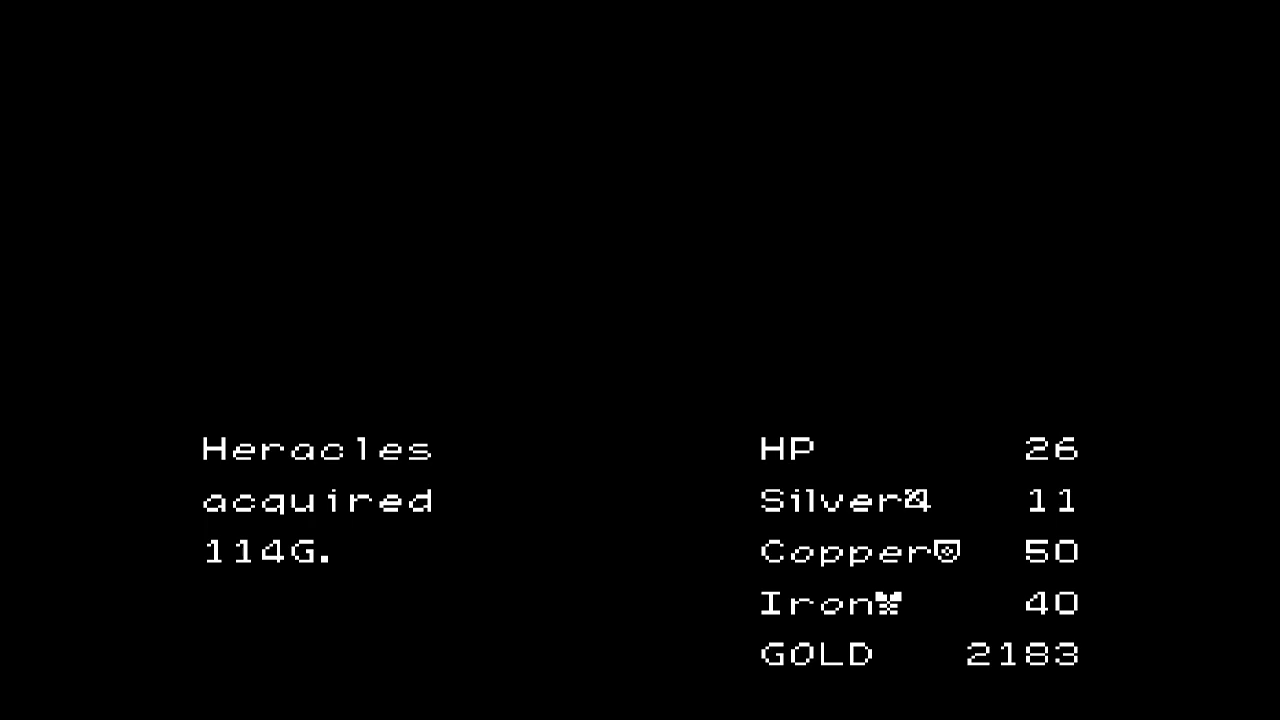 Heracles
acquired
114G.
HP 26
Silver 11
Copper 50
Iron 40
GOLD 2183